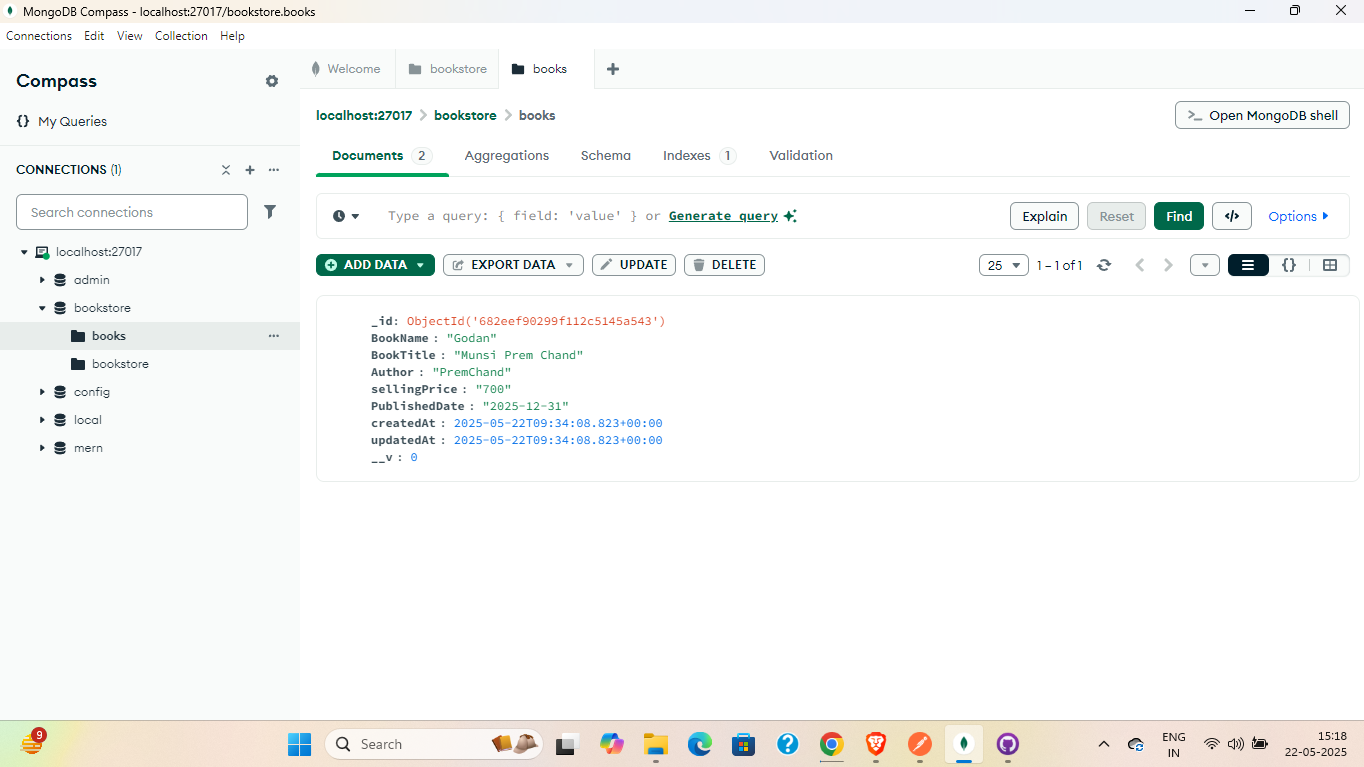 MongoDB Compass - localhost:27017/bookstore.books
Connections Edit View Collection Help
Compass
{} My Queries
CONNECTIONS (1)
Search connections
localhost:27017
admin
bookstore
books
bookstore
config
local
mern
Welcome bookstore books
localhost:27017 > bookstore > books
>_ Open MongoDB shell
Documents 2 Aggregations Schema Indexes 1 Validation
Type a query: { field: 'value' } or Generate query
Explain Reset Find </> Options
ADD DATA EXPORT DATA UPDATE DELETE
25 1 – 1 of 1 {}
_id: ObjectId('682eef90299f112c5145a543')
BookName : "Godan"
BookTitle : "Munsi Prem Chand"
Author : "PremChand"
sellingPrice : "700"
PublishedDate : "2025-12-31"
createdAt : 2025-05-22T09:34:08.823+00:00
updatedAt : 2025-05-22T09:34:08.823+00:00
__v : 0
9
Search
ENG
IN
15:18
22-05-2025